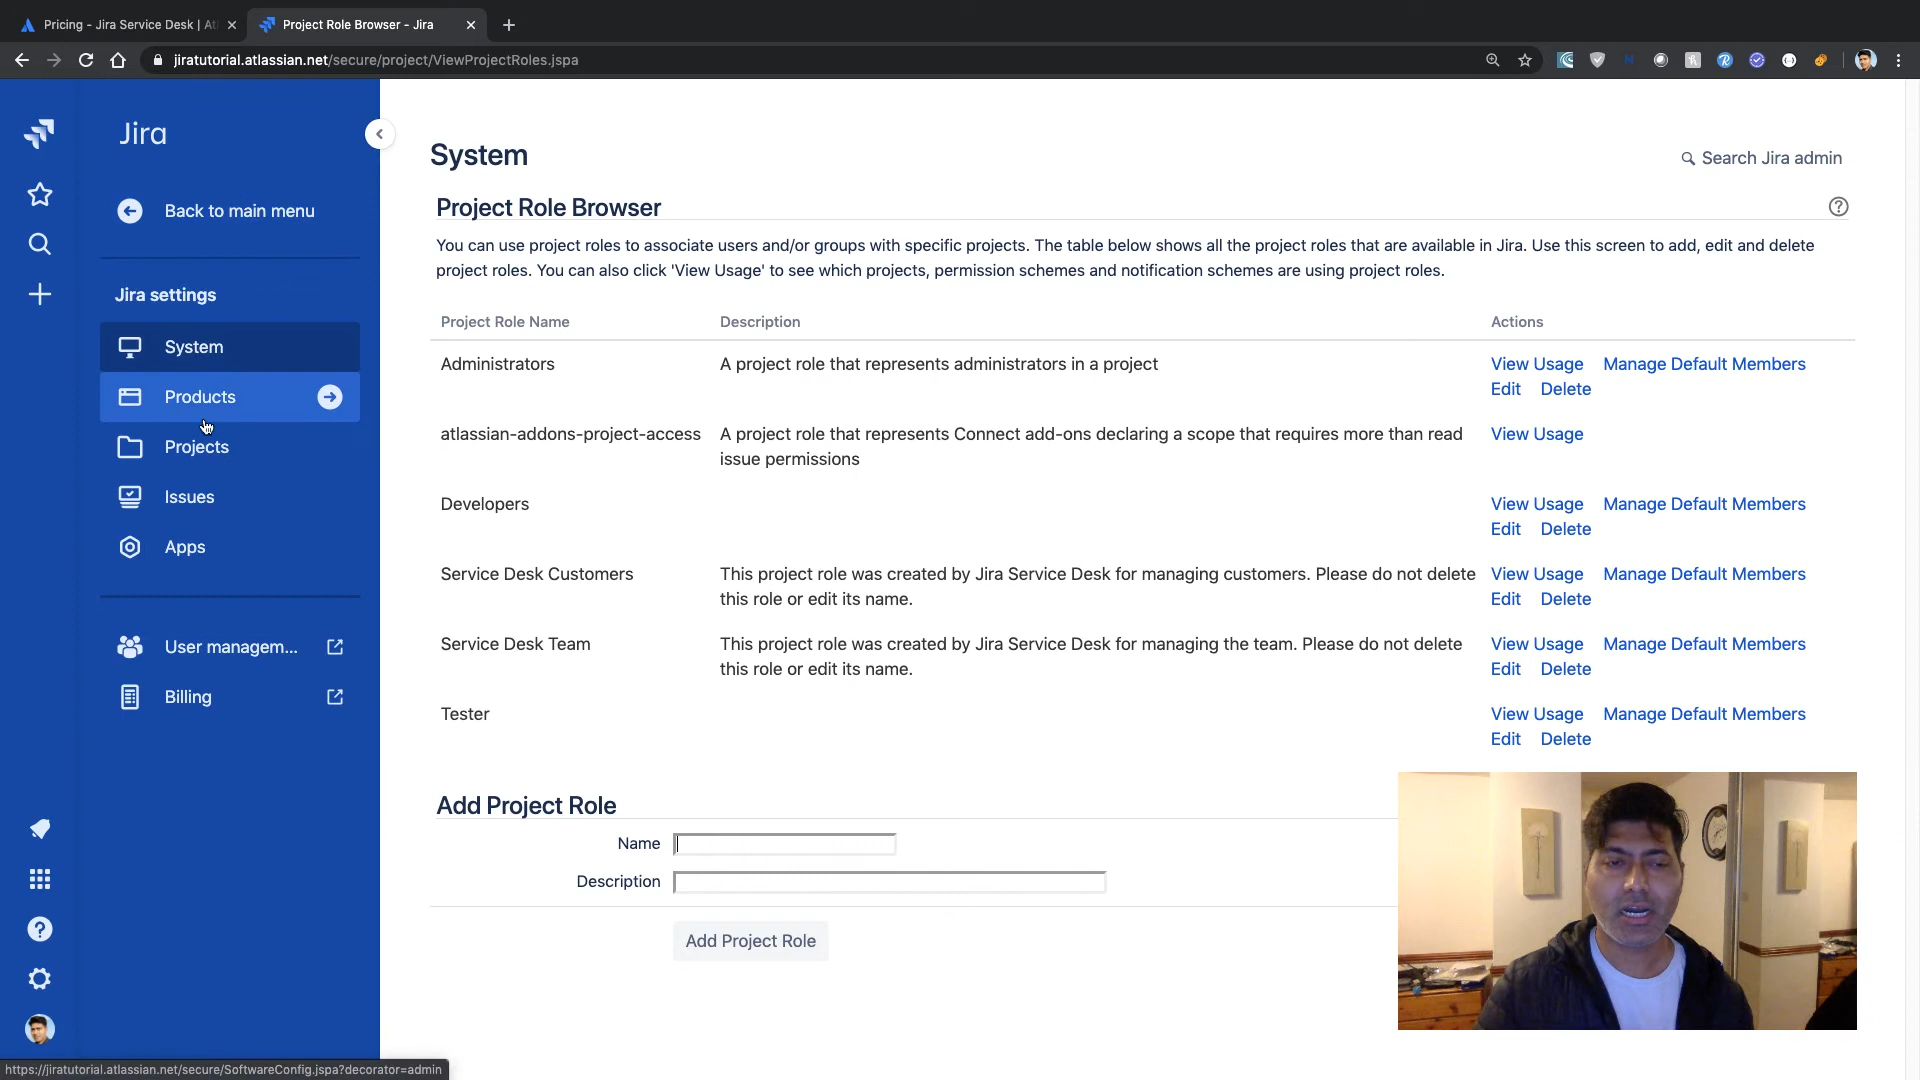 Pricing - Jira Service Desk | At
Project Role Browser - Jira
jiratutorial.atlassian.net/secure/project/ViewProjectRoles.jspa
Jira
Back to main menu
Jira settings
System
Products
Projects
Issues
Apps
User managem...
Billing
System
Search Jira admin
Project Role Browser
You can use project roles to associate users and/or groups with specific projects. The table below shows all the project roles that are available in Jira. Use this screen to add, edit and delete
project roles. You can also click 'View Usage' to see which projects, permission schemes and notification schemes are using project roles.
Project Role Name Description Actions
Administrators A project role that represents administrators in a project View Usage Manage Default Members
Edit Delete
atlassian-addons-project-access A project role that represents Connect add-ons declaring a scope that requires more than read View Usage
issue permissions
Developers View Usage Manage Default Members
Edit Delete
Service Desk Customers This project role was created by Jira Service Desk for managing customers. Please do not delete View Usage Manage Default Members
this role or edit its name. Edit Delete
Service Desk Team This project role was created by Jira Service Desk for managing the team. Please do not delete View Usage Manage Default Members
this role or edit its name. Edit Delete
Tester View Usage Manage Default Members
Edit Delete
Add Project Role
Name
Description
Add Project Role
https://jiratutorial.atlassian.net/secure/SoftwareConfig.jspa?decorator=admin